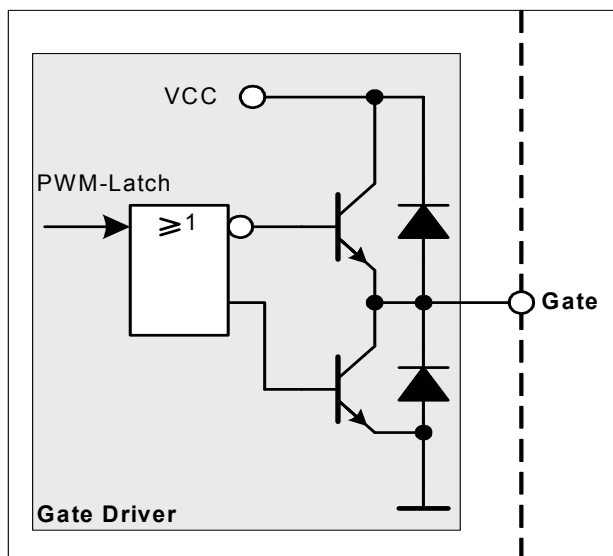 VCC
PWM-Latch
≥1
Gate
Gate Driver